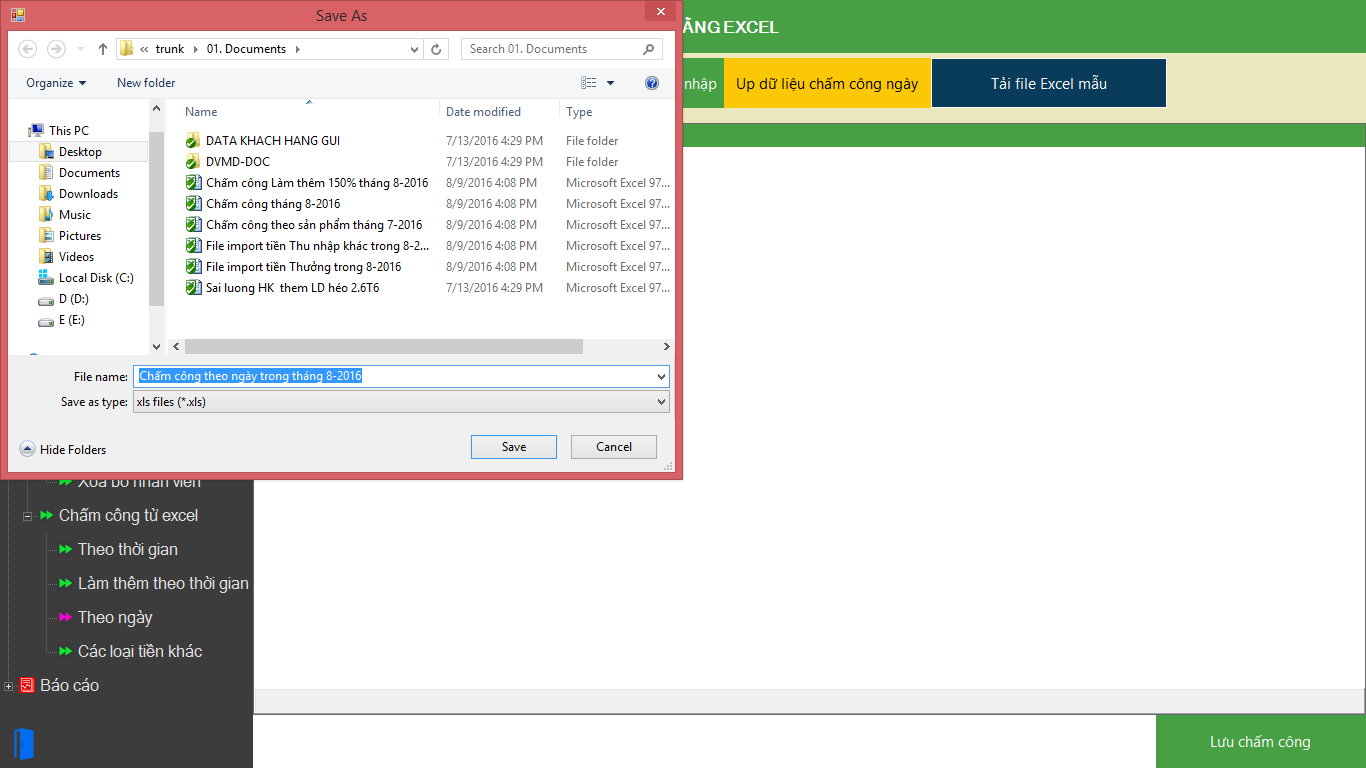 Save As
ẰNG EXCEL
trunk 01. Documents
Search 01. Documents
nhập
Up dữ liệu chấm công ngày
Tải file Excel mẫu
Organize
New folder
Name
Date modified
Type
This PC
Desktop
Documents
Downloads
Music
Pictures
Videos
Local Disk (C:)
D (D:)
E (E:)
DATA KHACH HANG GUI 7/13/2016 4:29 PM File folder
DVMD-DOC 7/13/2016 4:29 PM File folder
Chấm công Làm thêm 150% tháng 8-2016 8/9/2016 4:08 PM Microsoft Excel 97...
Chấm công tháng 8-2016 8/9/2016 4:08 PM Microsoft Excel 97...
Chấm công theo sản phẩm tháng 7-2016 8/9/2016 4:08 PM Microsoft Excel 97...
File import tiền Thu nhập khác trong 8-2... 8/9/2016 4:08 PM Microsoft Excel 97...
File import tiền Thưởng trong 8-2016 8/9/2016 4:08 PM Microsoft Excel 97...
Sai luong HK them LD héo 2.6T6 7/13/2016 4:29 PM Microsoft Excel 97...
File name: Chấm công theo ngày trong tháng 8-2016
Save as type: xls files (*.xls)
Hide Folders
Save
Cancel
Xóa bỏ nhân viên
Chấm công từ excel
Theo thời gian
Làm thêm theo thời gian
Theo ngày
Các loại tiền khác
Báo cáo
Lưu chấm công